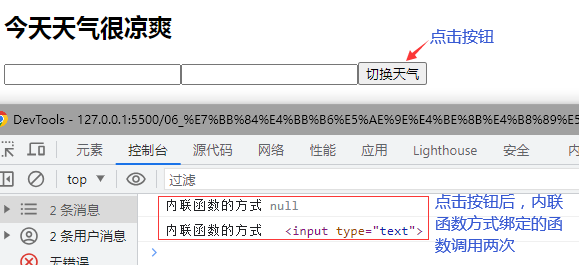 今天天气很凉爽
点击按钮
切换天气
DevTools - 127.0.0.1:5500/06_%E7%BB%84%E4%BB%B6%E5%AE%9E%E4%BE%8B%E4%B8%89%E5
元素 控制台 源代码 网络 性能 应用 Lighthouse 安全
top 过滤
2 条消息
内联函数的方式 null
点击按钮后，内联
函数方式绑定的函
数调用两次
2 条用户消息
内联函数的方式 <input type="text">
无错误